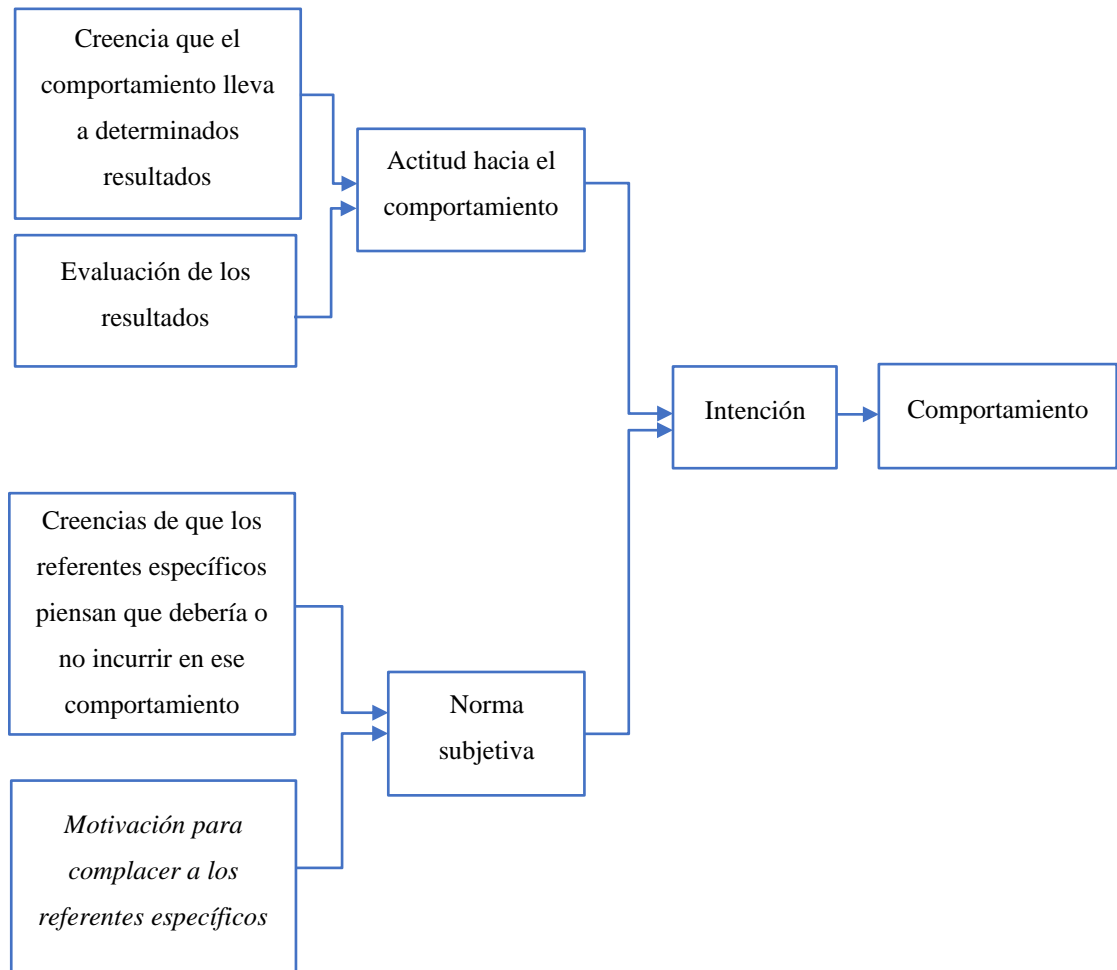 Creencia que el
comportamiento lleva
a determinados
resultados
Evaluación de los
resultados
Actitud hacia el
comportamiento
Intención
Comportamiento
Creencias de que los
referentes específicos
piensan que debería o
no incurrir en ese
comportamiento
Motivación para
complacer a los
referentes específicos
Norma
subjetiva